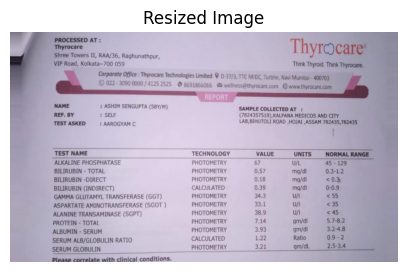 Resized Image
PROCESSED AT :
Thyrocare
Shree Towers II, RAA/36, Raghunathpur,
VIP Road, Kolkata-700 059
Thyrocare®
Think Thyroid. Think Thyrocare.
Corporate Office : Thyrocare Technologies Limited D-37/3, TTC MIDC, Turbhe, Navi Mumbai - 400703
022 - 3090 0000 / 4125 2525 8691866066 wellness@thyrocare.com www.thyrocare.com
REPORT
NAME : ASHIM SENGUPTA (58Y/M)
REF. BY : SELF
TEST ASKED : AAROGYAM C
SAMPLE COLLECTED AT :
(7824357519),KALPANA MEDICOS AND CITY
LAB,BINUTOLI ROAD ,HOJAI ,ASSAM 782435,782435
TEST NAME TECHNOLOGY VALUE UNITS NORMAL RANGE
ALKALINE PHOSPHATASE PHOTOMETRY 67 U/L 45 - 129
BILIRUBIN - TOTAL PHOTOMETRY 0.57 mg/dl 0.3-1.2
BILIRUBIN -DIRECT PHOTOMETRY 0.18 mg/dl < 0.3
BILIRUBIN (INDIRECT) CALCULATED 0.39 mg/dl 0-0.9
GAMMA GLUTAMYL TRANSFERASE (GGT) PHOTOMETRY 34.3 U/l < 55
ASPARTATE AMINOTRANSFERASE (SGOT ) PHOTOMETRY 33.1 U/l < 35
ALANINE TRANSAMINASE (SGPT) PHOTOMETRY 38.9 U/l < 45
PROTEIN - TOTAL PHOTOMETRY 7.14 gm/dl 5.7-8.2
ALBUMIN - SERUM PHOTOMETRY 3.93 gm/dl 3.2-4.8
SERUM ALB/GLOBULIN RATIO CALCULATED 1.22 Ratio 0.9 - 2
SERUM GLOBULIN 3.21 gm/dL 2.5-3.4
Please correlate with clinical conditions.